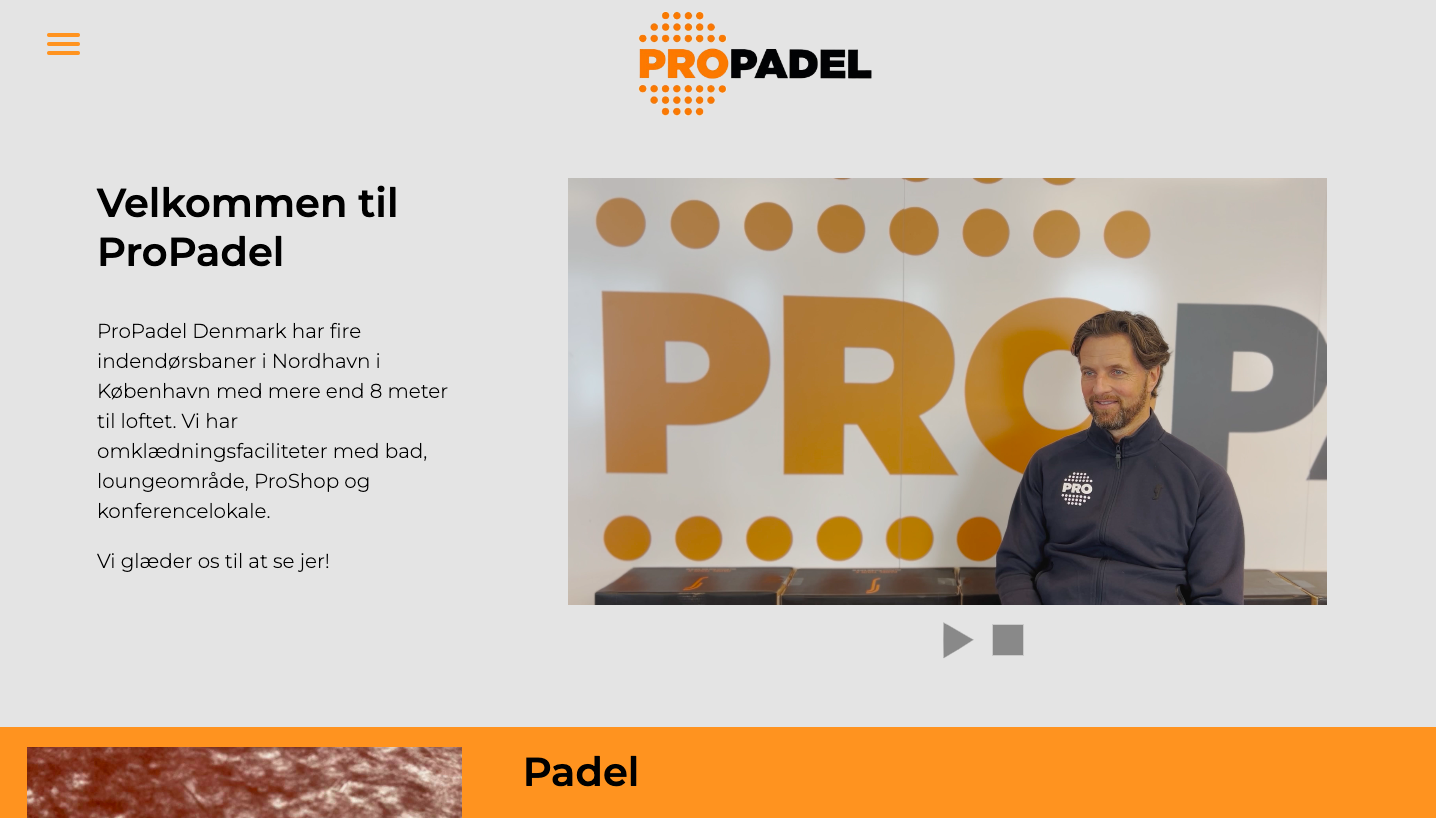 PROPADEL
Velkommen til
ProPadel
ProPadel Denmark har fire
indendørsbaner i Nordhavn i
København med mere end 8 meter
til loftet. Vi har
omklædningsfaciliteter med bad,
loungeområde, ProShop og
konferencelokale.
Vi glæder os til at se jer!
PROPA
PRO
Padel